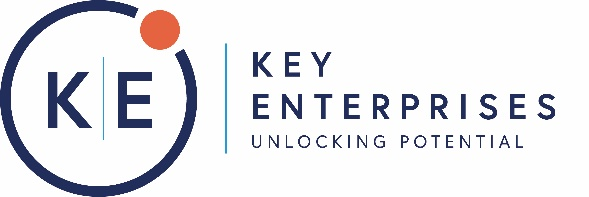 K E
KEY
ENTERPRISES
UNLOCKING POTENTIAL